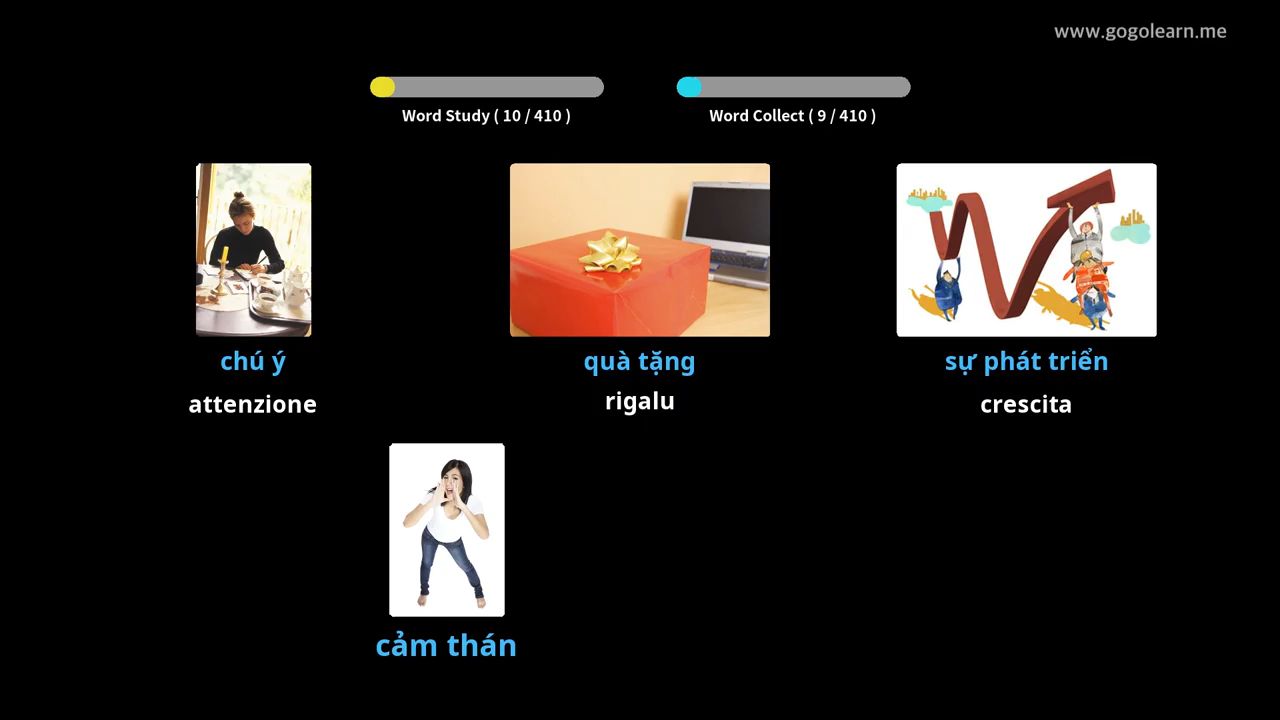 www.gogolearn.me
Word Study ( 10 / 410 )
Word Collect ( 9 / 410 )
chú ý
quà tặng
sự phát triển
attenzione
rigalu
crescita
cảm thán